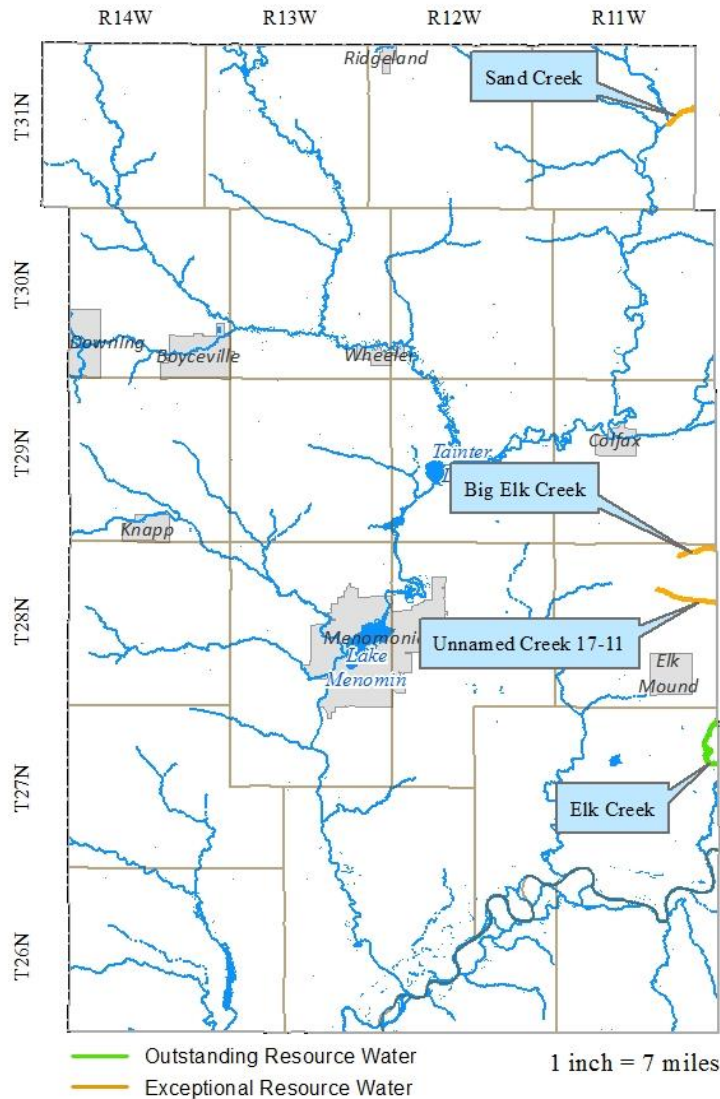 R14W R13W R12W R11W
Ridgeland
Sand Creek
T31N
T30N
Downing
Boyceville
Wheeler
T29N
Tainter
Colfax
Big Elk Creek
Knapp
T28N
Menomonie
Unnamed Creek 17-11
Lake
Menomin
Elk
Mound
T27N
Elk Creek
T26N
Outstanding Resource Water
1 inch = 7 miles
Exceptional Resource Water